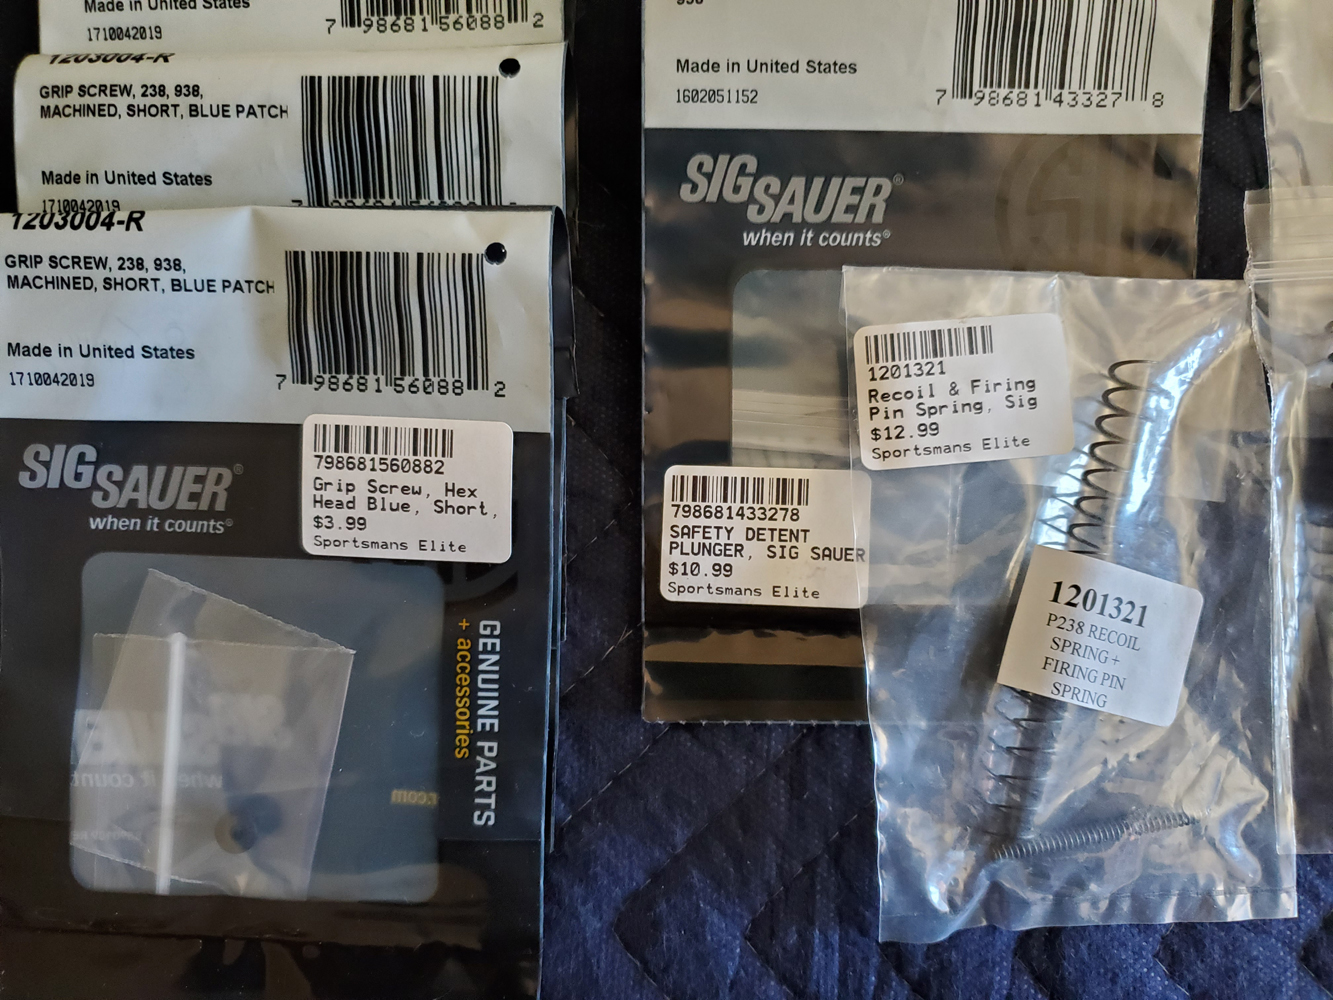 Made in United States
1710042019
7 98681 56088 2
1203004-R
GRIP SCREW, 238, 938,
MACHINED, SHORT, BLUE PATCH
Made in United States
1710042019
1203004-R
GRIP SCREW, 238, 938,
MACHINED, SHORT, BLUE PATCH
Made in United States
1710042019
7 98681 56088 2
SIG SAUER®
when it counts®
798681560882
Grip Screw, Hex
Head Blue, Short,
$3.99
Sportsmans Elite
GENUINE PARTS
+ accessories
938
Made in United States
1602051152
7 98681 43327 8
SIG SAUER®
when it counts®
798681433278
SAFETY DETENT
PLUNGER, SIG SAUER
$10.99
Sportsmans Elite
1201321
Recoil & Firing
Pin Spring, Sig
$12.99
Sportsmans Elite
1201321
P238 RECOIL
SPRING +
FIRING PIN
SPRING